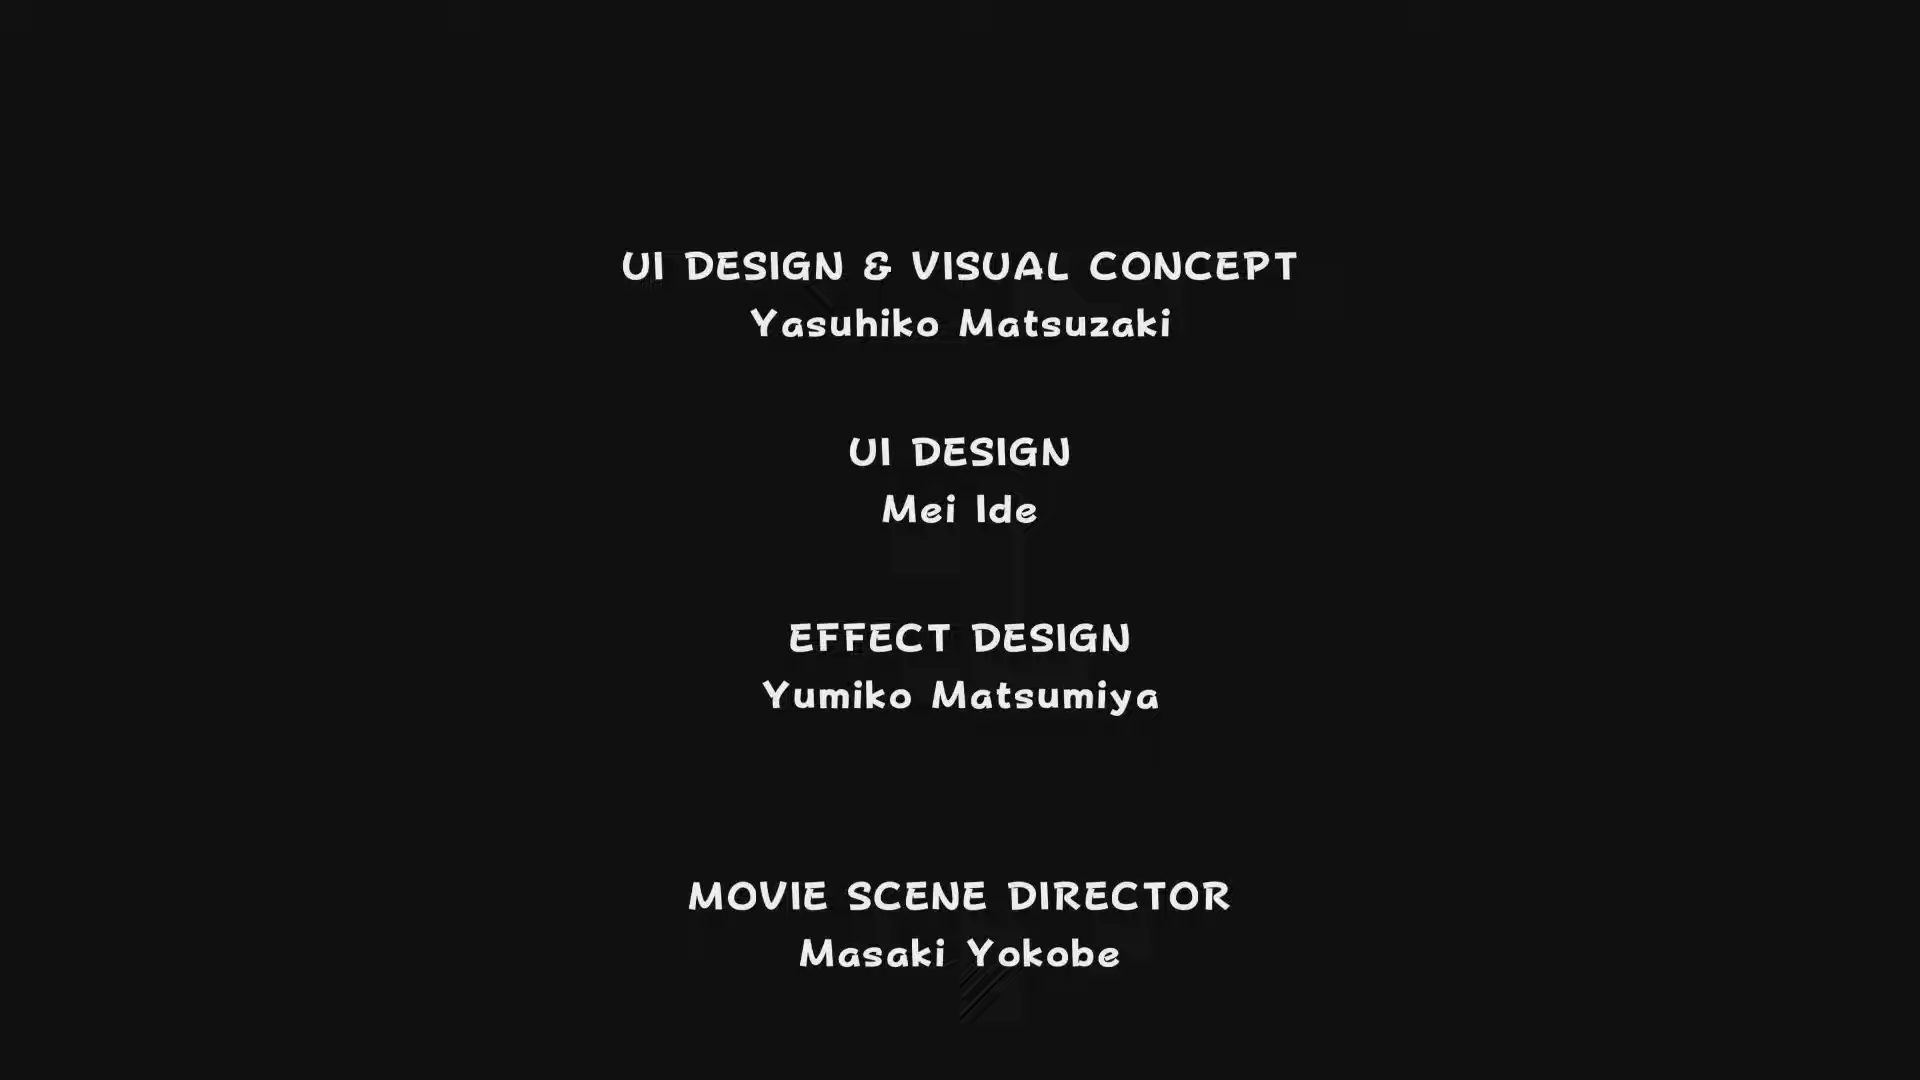 UI DESIGN & VISUAL CONCEPT
Yasuhiko Matsuzaki
UI DESIGN
Mei Ide
EFFECT DESIGN
Yumiko Matsumiya
MOVIE SCENE DIRECTOR
Masaki Yokobe